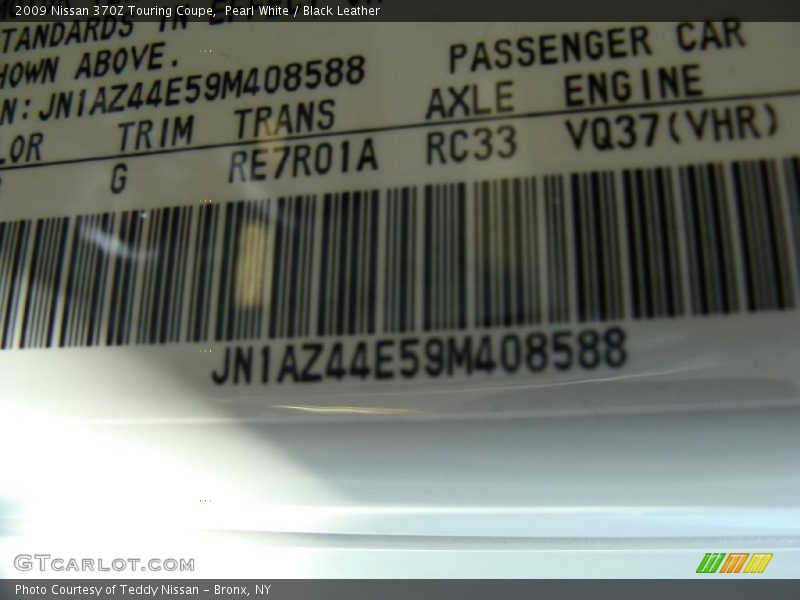 2009 Nissan 370Z Touring Coupe, Pearl White / Black Leather
TANDARDS IN EFFECT
HOWN ABOVE.
PASSENGER CAR
N:JN1AZ44E59M408588
LOR TRIM TRANS AXLE ENGINE
G RE7R01A RC33 VQ37(VHR)
JN1AZ44E59M408588
GTCARLOT.COM
Photo Courtesy of Teddy Nissan - Bronx, NY